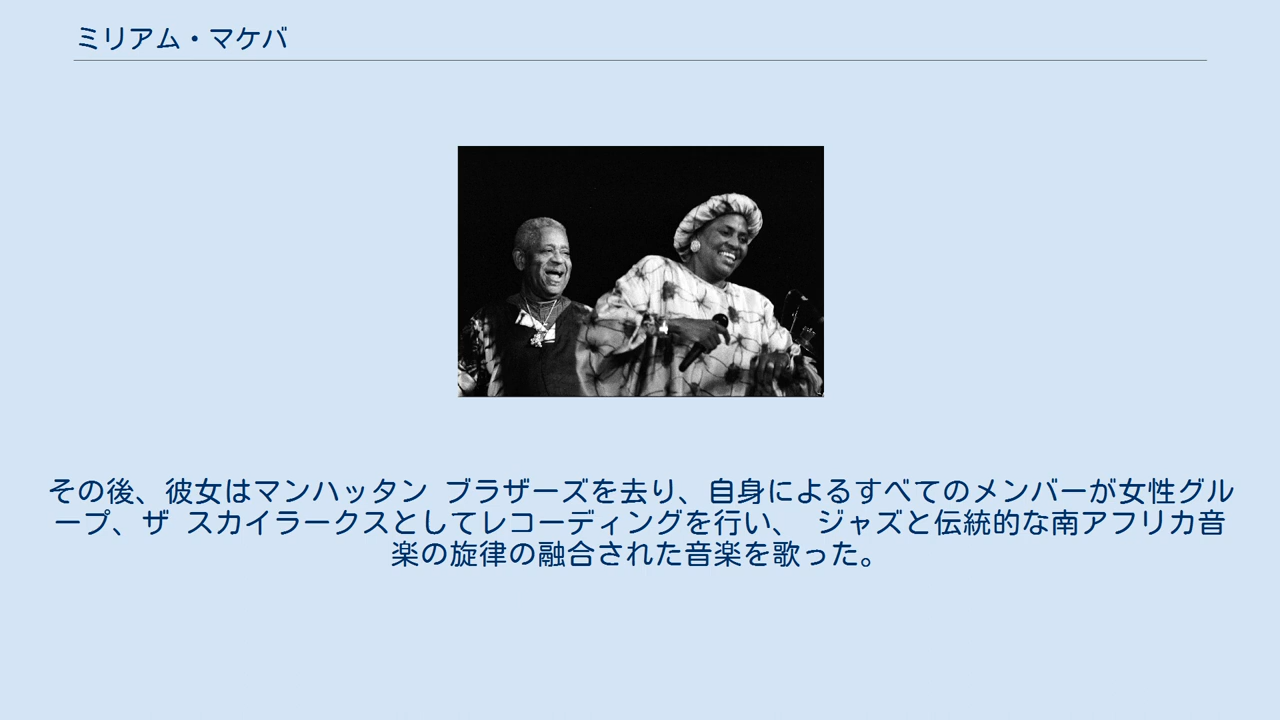 ミリアム・マケバ
その後、彼女はマンハッタン ブラザーズを去り、自身によるすべてのメンバーが女性グル
ープ、ザ スカイラークスとしてレコーディングを行い、 ジャズと伝統的な南アフリカ音
楽の旋律の融合された音楽を歌った。